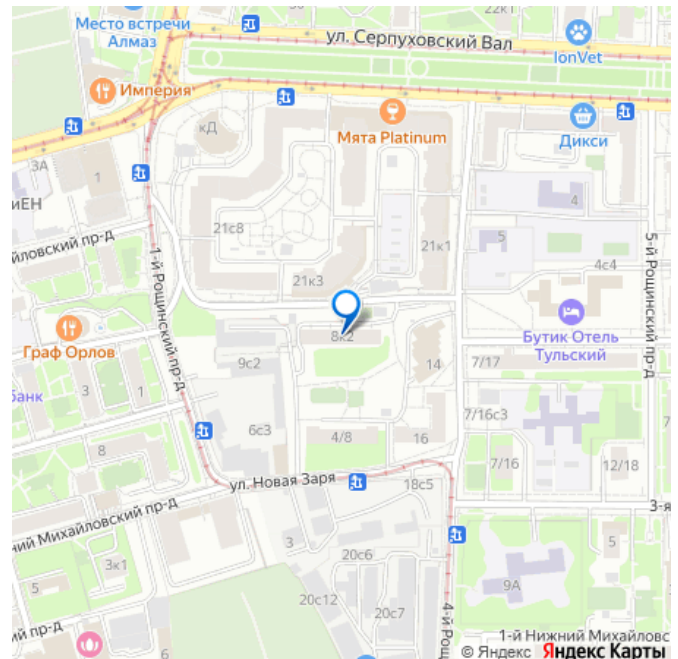 22к1
Место встречи
Алмаз
30
ул. Серпуховский Вал
IonVet
Империя
кД
Мята Platinum
Дикси
3А
1
иЕН
4
21с8
5
21к1
йловский пр-д
4с4
21к3
1-й Рощинский пр-д
5-й Рощинский пр-д
8к2
Граф Орлов
Бутик Отель
Тульский
9с2
14
7/17
банк
3
1
7/16с3
6с3
4/8
16
8
7/16
12/18
ул. Новая Заря
18с5
3-я
жний Михайловский пр-д
3
5
3к1
20с6
5
9А
20с12
20с7
4-й Рощ
й пр-д
6
1-й Нижний Михайловс
© Яндекс Яндекс Карты